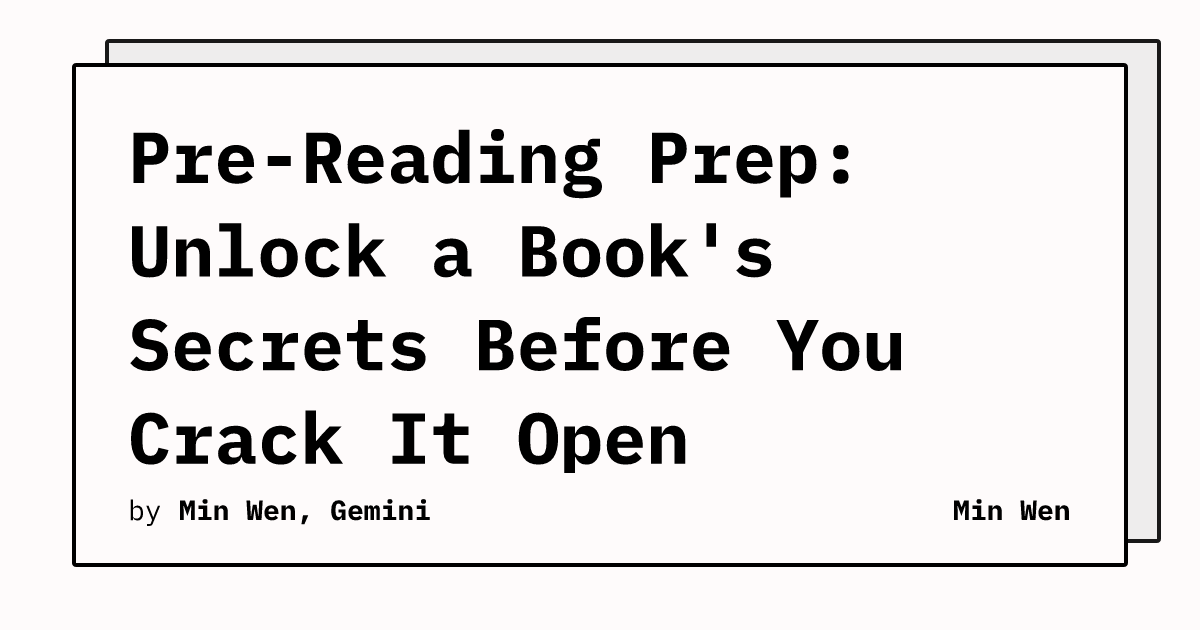 Pre-Reading Prep:
Unlock a Book's
Secrets Before You
Crack It Open
by Min Wen, Gemini
Min Wen